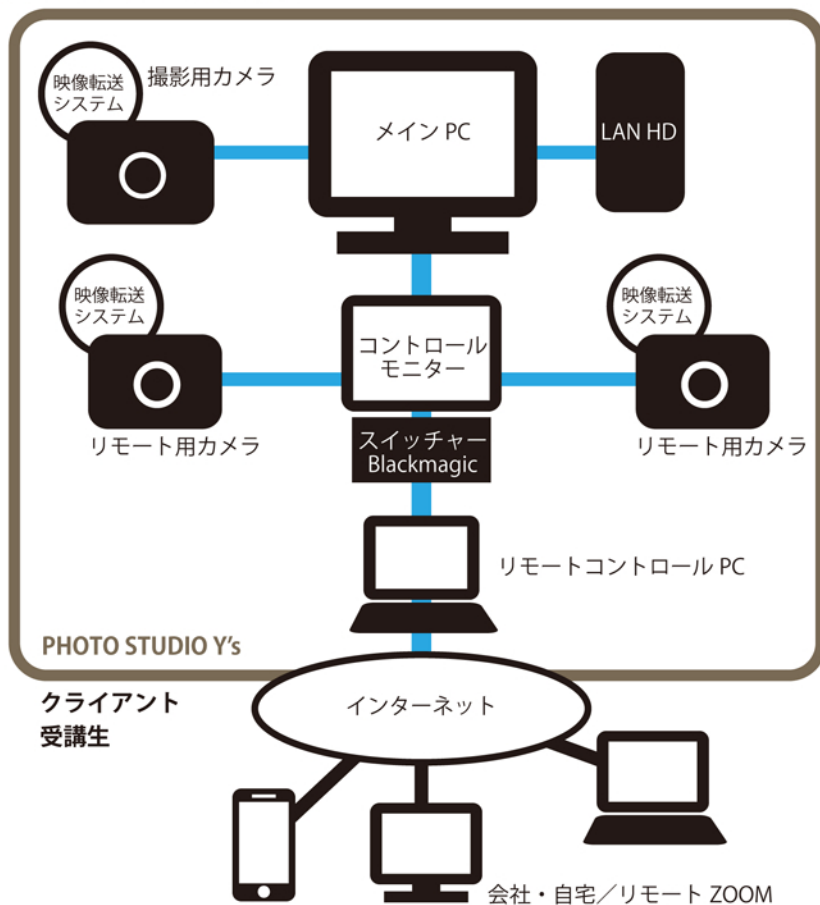 映像転送
システム
撮影用カメラ
メイン PC
LAN HD
映像転送
システム
リモート用カメラ
コントロール
モニター
映像転送
システム
リモート用カメラ
スイッチャー
Blackmagic
リモートコントロール PC
PHOTO STUDIO Y's
クライアント
受講生
インターネット
会社・自宅／リモート ZOOM